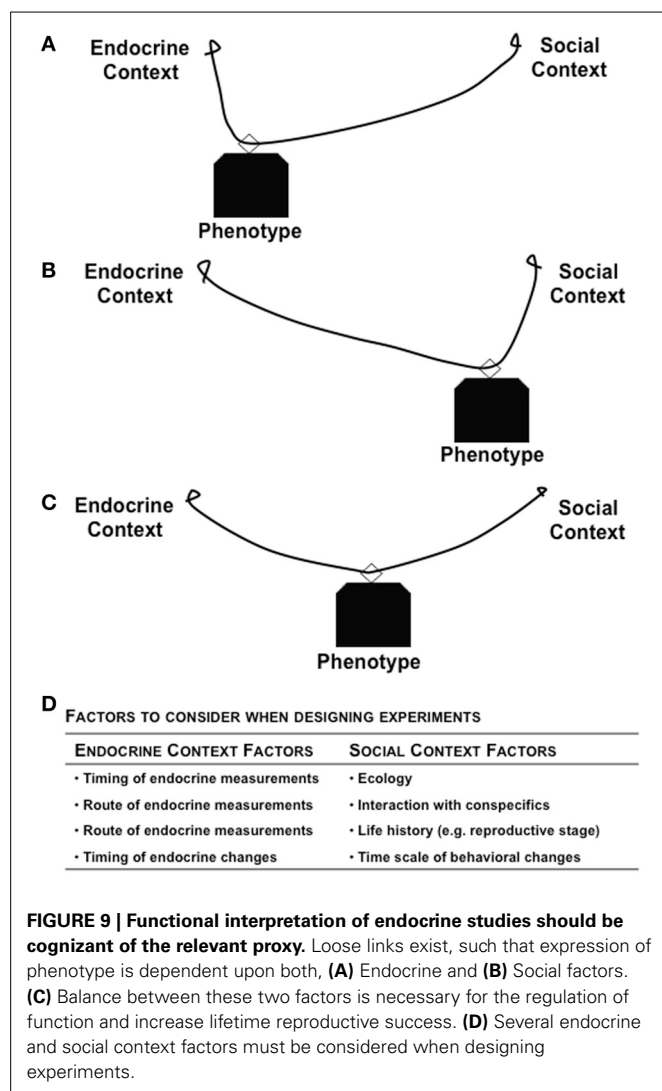 A
Endocrine
Context
Social
Context
Phenotype
B
Endocrine
Context
Social
Context
Phenotype
C
Endocrine
Context
Social
Context
Phenotype
D
FACTORS TO CONSIDER WHEN DESIGNING EXPERIMENTS
ENDOCRINE CONTEXT FACTORS SOCIAL CONTEXT FACTORS
• Timing of endocrine measurements • Ecology
• Route of endocrine measurements • Interaction with conspecifics
• Route of endocrine measurements • Life history (e.g. reproductive stage)
• Timing of endocrine changes • Time scale of behavioral changes
FIGURE 9 | Functional interpretation of endocrine studies should be
cognizant of the relevant proxy. Loose links exist, such that expression of
phenotype is dependent upon both, (A) Endocrine and (B) Social factors.
(C) Balance between these two factors is necessary for the regulation of
function and increase lifetime reproductive success. (D) Several endocrine
and social context factors must be considered when designing
experiments.